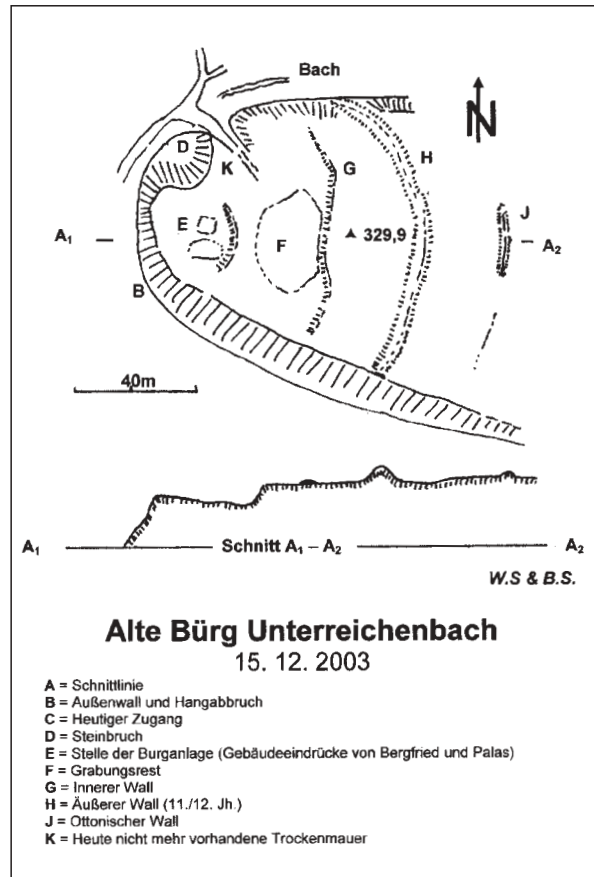 Bach
N
D
K
G
H
E
F
▲ 329,9
J
A₁
A₂
B
40m
A₁
Schnitt A₁ – A₂
A₂
W.S & B.S.
Alte Bürg Unterreichenbach
15. 12. 2003
A = Schnittlinie
B = Außenwall und Hangabbruch
C = Heutiger Zugang
D = Steinbruch
E = Stelle der Burganlage (Gebäudeeindrücke von Bergfried und Palas)
F = Grabungsrest
G = Innerer Wall
H = Äußerer Wall (11./12. Jh.)
J = Ottonischer Wall
K = Heute nicht mehr vorhandene Trockenmauer